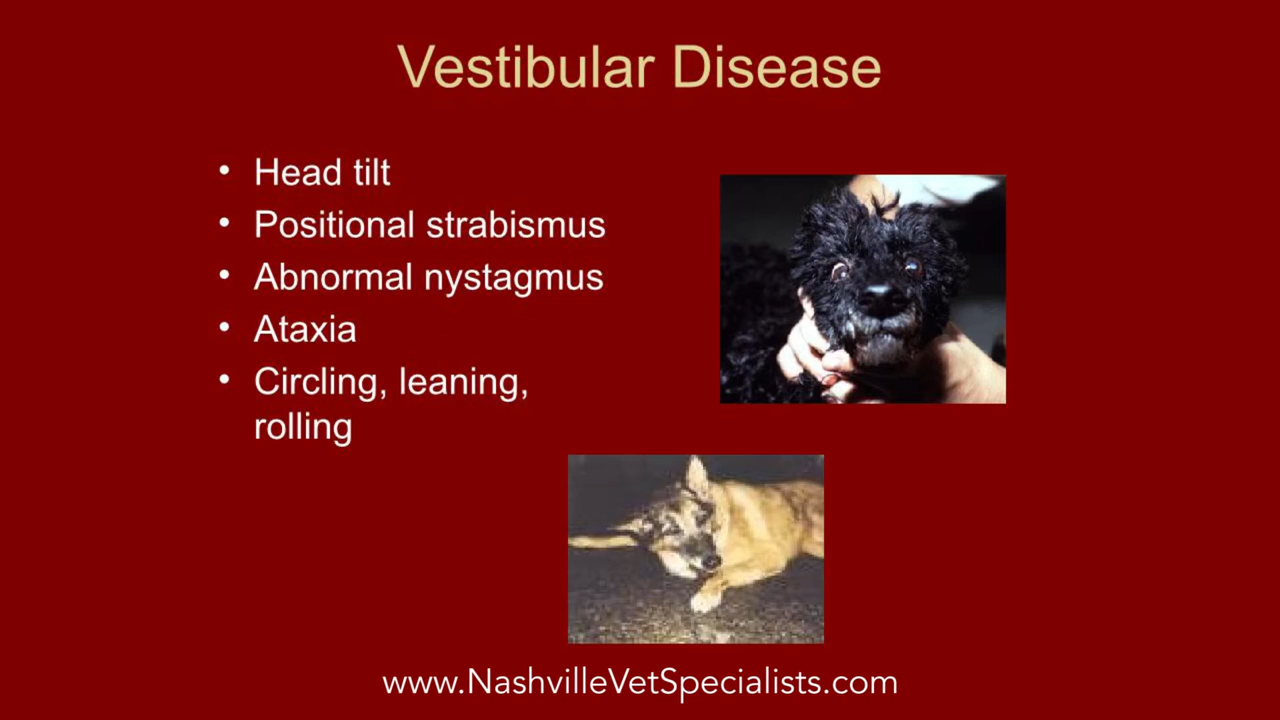 Vestibular Disease
• Head tilt
• Positional strabismus
• Abnormal nystagmus
• Ataxia
• Circling, leaning,
rolling
www.NashvilleVetSpecialists.com